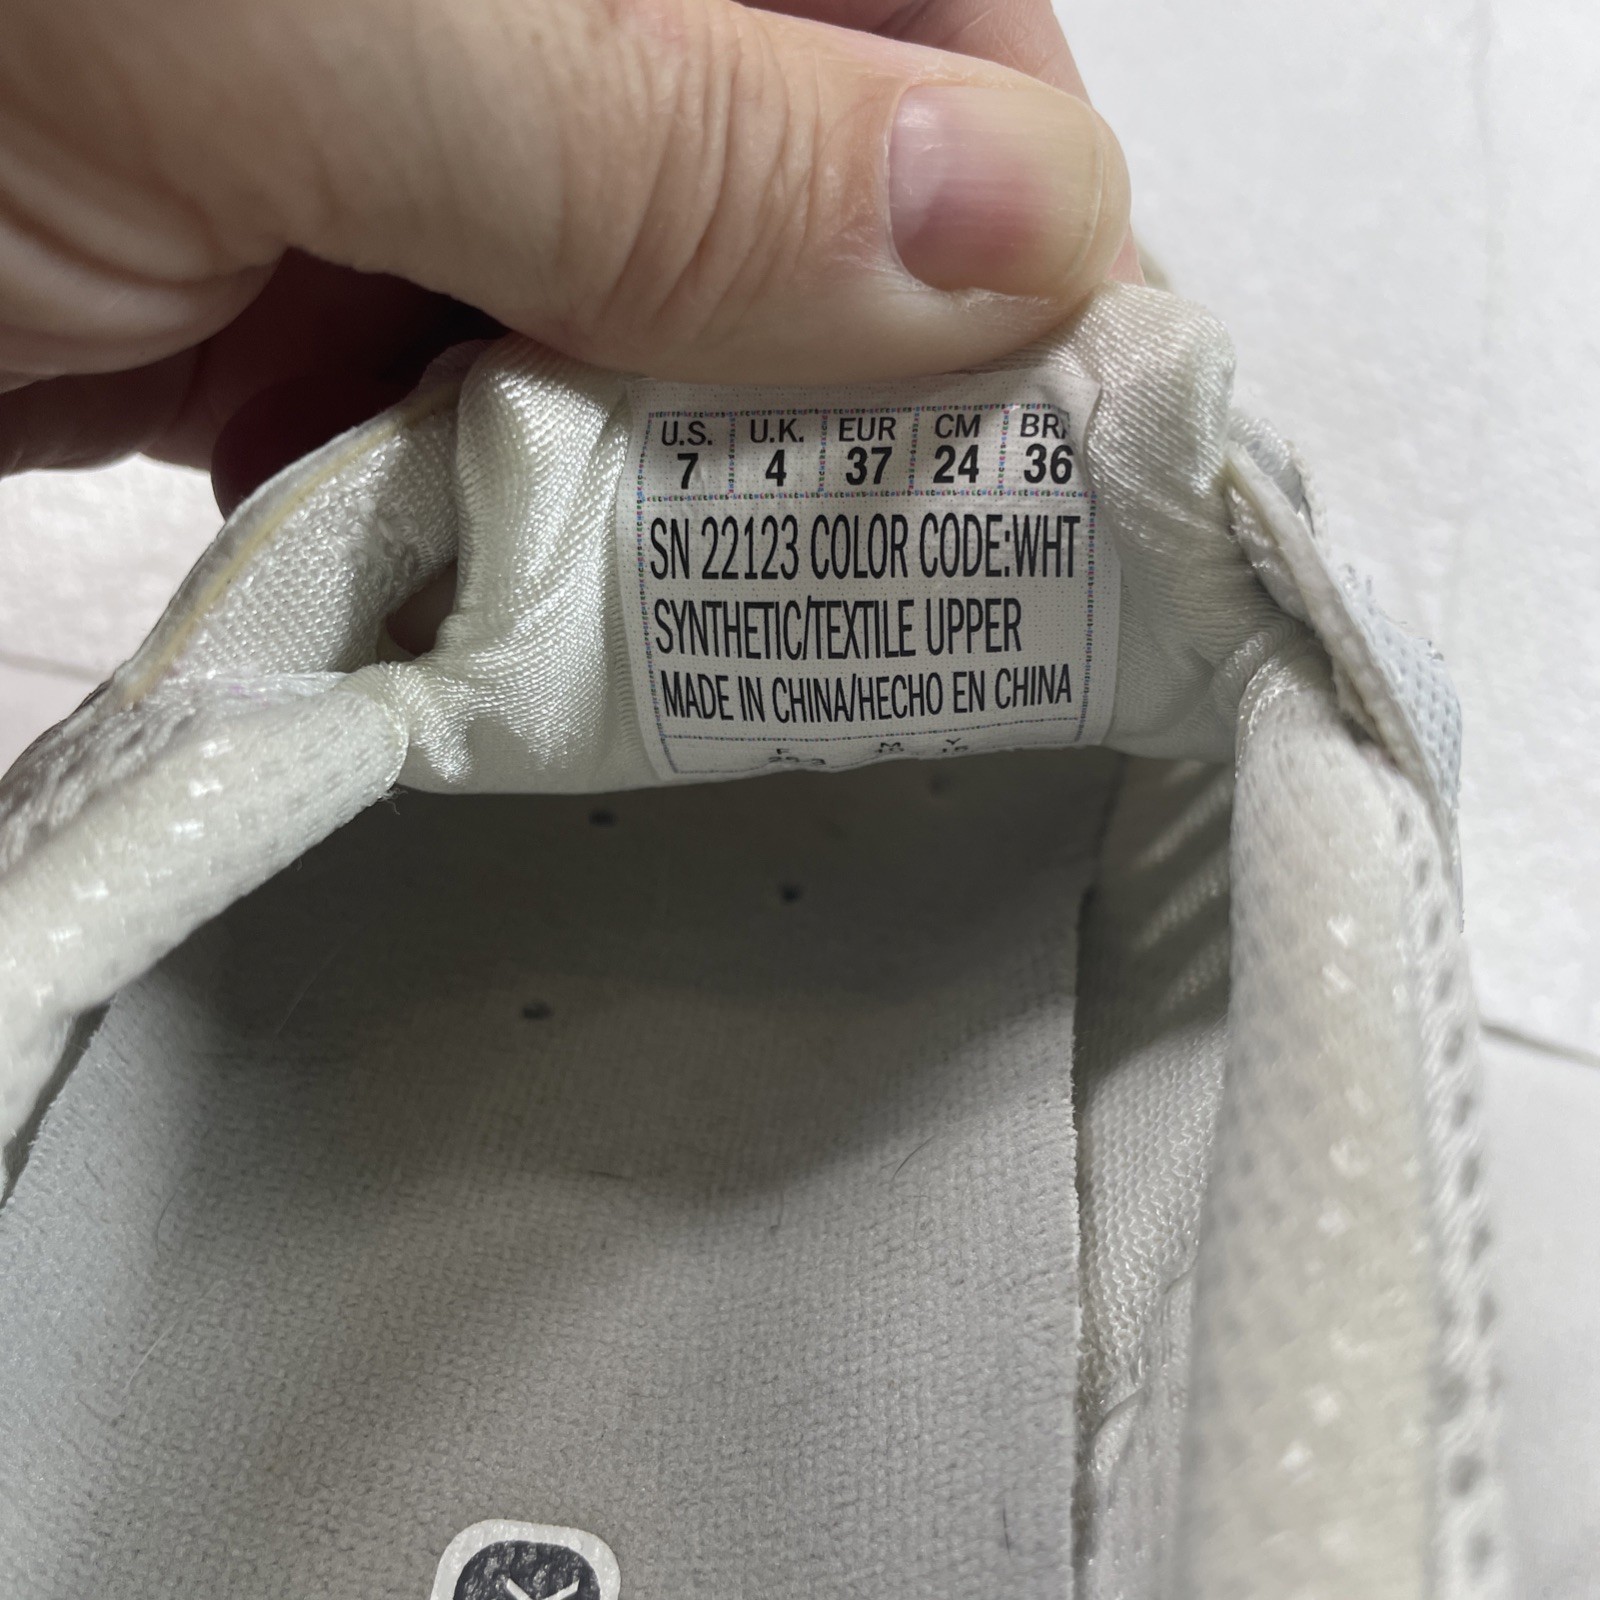 U.S. U.K. EUR CM BR
7 4 37 24 36
SN 22123 COLOR CODE:WHT
SYNTHETIC/TEXTILE UPPER
MADE IN CHINA/HECHO EN CHINA
F M Y